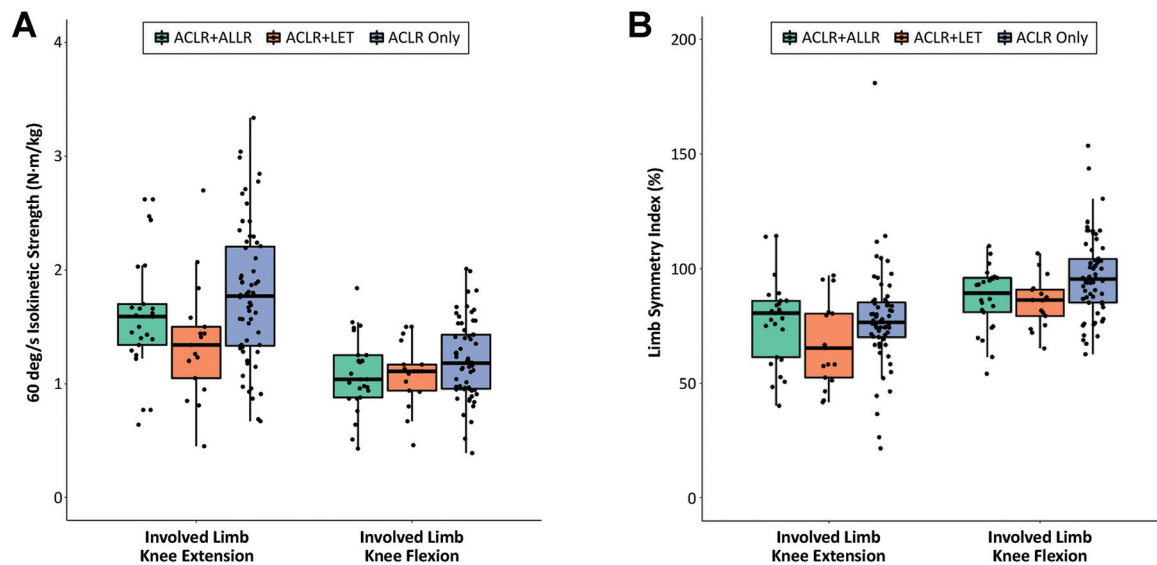 A
ACLR+ALLR ACLR+LET ACLR Only
60 deg/s Isokinetic Strength (N·m/kg)
4
3
2
1
0
Involved Limb
Knee Extension
Involved Limb
Knee Flexion
B
ACLR+ALLR ACLR+LET ACLR Only
Limb Symmetry Index (%)
200
150
100
50
0
Involved Limb
Knee Extension
Involved Limb
Knee Flexion